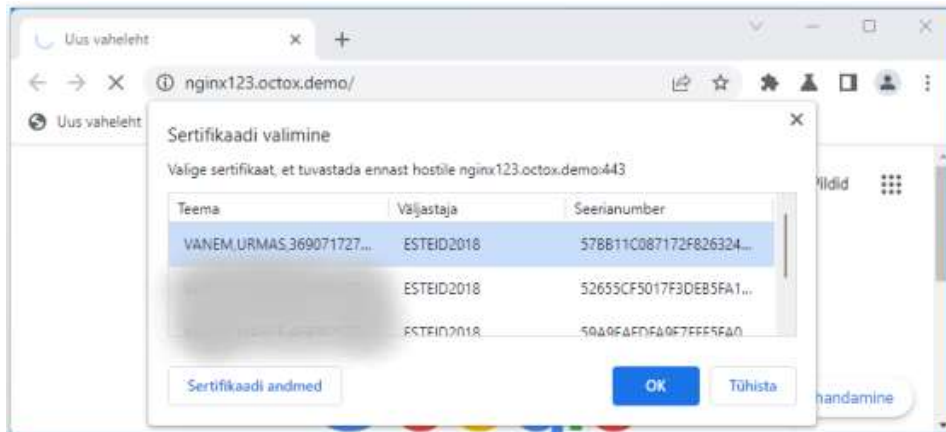 Uus vaheleht
nginx123.octox.demo/
Uus vaheleht
Sertifikaadi valimine
Valige sertifikaat, et tuvastada ennast hostile nginx123.octox.demo:443
Pildid
Teema Väljastaja Seerianumber
VANEM,URMAS,369071727... ESTEID2018 578B11C087172F826324...
ESTEID2018 52655CF5017F3DEB5FA1...
ESTEID2018
Sertifikaadi andmed OK Tühista
handamine